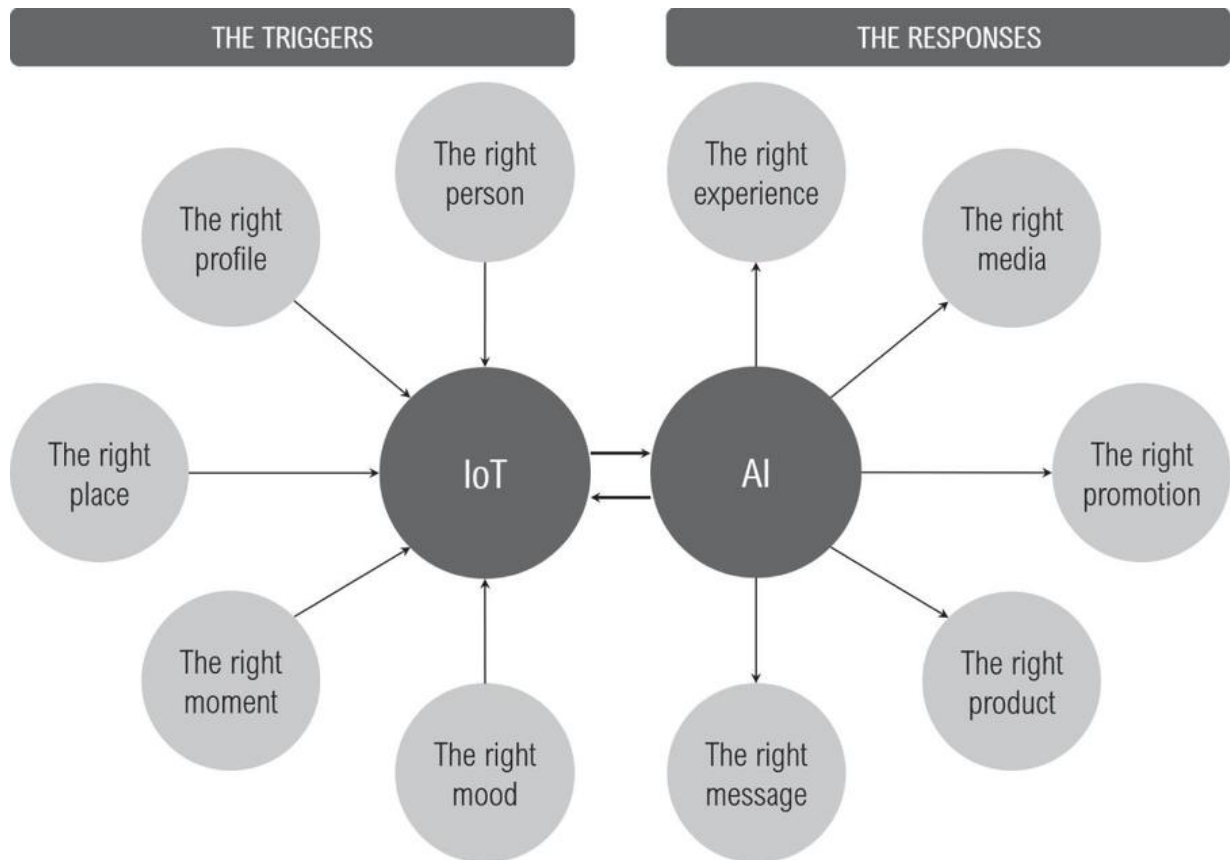 THE TRIGGERS
The right
person
The right
profile
The right
place
The right
moment
The right
mood
IoT
THE RESPONSES
The right
experience
The right
media
The right
promotion
The right
product
The right
message
AI